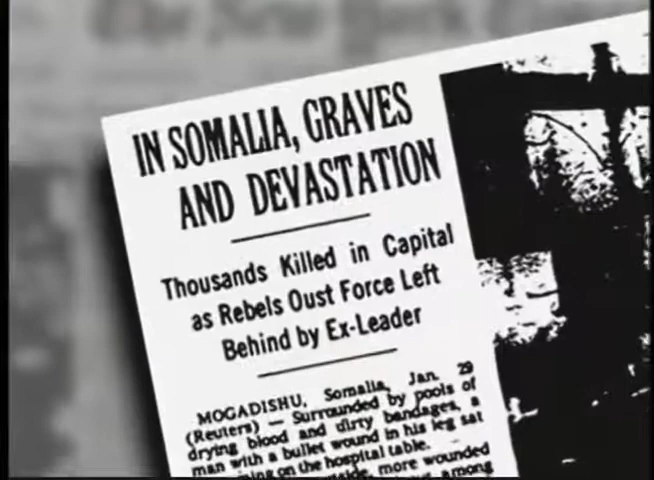 IN SOMALIA, GRAVES
AND DEVASTATION
Thousands Killed in Capital
as Rebels Oust Force Left
Behind by Ex-Leader
MOGADISHU, Somalia, Jan. 29
(Reuters) — Surrounded by pools of
drying blood and dirty bandages, a
man with a bullet wound in his leg sat
on the hospital table.
more wounded
among